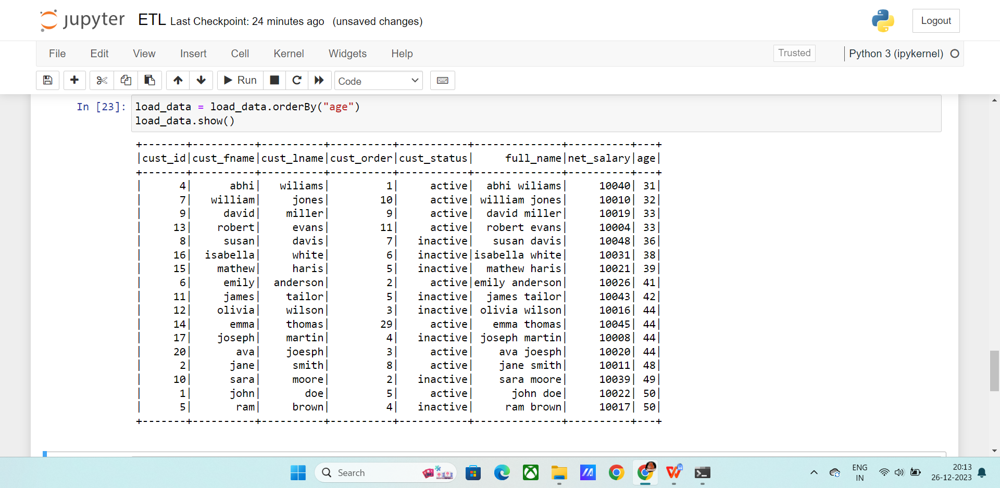 jupyter ETL Last Checkpoint: 24 minutes ago (unsaved changes) Logout
File Edit View Insert Cell Kernel Widgets Help Trusted Python 3 (ipykernel)
Run Code
In [23]: load_data = load_data.orderBy("age")
load_data.show()
+-------+----------+----------+----------+-----------+--------------+----------+---+
|cust_id|cust_fname|cust_lname|cust_order|cust_status|     full_name|net_salary|age|
+-------+----------+----------+----------+-----------+--------------+----------+---+
|      4|      abhi|   wiliams|         1|     active|  abhi wiliams|     10040| 31|
|      7|   william|     jones|        10|     active| william jones|     10010| 32|
|      9|     david|    miller|         9|     active|  david miller|     10019| 33|
|     13|    robert|     evans|        11|     active|  robert evans|     10004| 33|
|      8|     susan|     davis|         7|   inactive|   susan davis|     10048| 36|
|     16|  isabella|     white|         6|   inactive|isabella white|     10031| 38|
|     15|    mathew|     haris|         5|   inactive|  mathew haris|     10021| 39|
|      6|     emily|  anderson|         2|     active|emily anderson|     10026| 41|
|     11|     james|    tailor|         5|   inactive|  james tailor|     10043| 42|
|     12|    olivia|    wilson|         3|   inactive| olivia wilson|     10016| 44|
|     14|      emma|    thomas|        29|     active|   emma thomas|     10045| 44|
|     17|    joseph|    martin|         4|   inactive| joseph martin|     10008| 44|
|     20|       ava|    joesph|         3|     active|    ava joesph|     10020| 44|
|      2|      jane|     smith|         8|     active|    jane smith|     10011| 48|
|     10|      sara|     moore|         2|   inactive|    sara moore|     10039| 49|
|      1|      john|       doe|         5|     active|      john doe|     10022| 50|
|      5|       ram|     brown|         4|   inactive|     ram brown|     10017| 50|
+-------+----------+----------+----------+-----------+--------------+----------+---+
Search
ENG
IN
20:13
26-12-2023